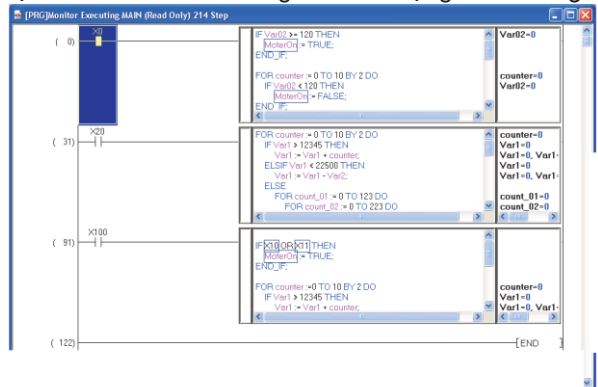 [PRG]Monitor Executing MAIN (Read Only) 214 Step
( 0)
X0
IF Var02 >= 120 THEN
MoterOn := TRUE;
END_IF;
FOR counter := 0 TO 10 BY 2 DO
IF Var02 < 120 THEN
MoterOn := FALSE;
END_IF;
Var02=0
counter=0
Var02=0
( 31)
X20
FOR counter := 0 TO 10 BY 2 DO
IF Var1 > 12345 THEN
Var1 := Var1 + counter;
ELSIF Var1 < 22500 THEN
Var1 := Var1 - Var2;
ELSE
FOR count_01 := 0 TO 123 DO
FOR count_02 := 0 TO 223 DO
counter=0
Var1=0
Var1=0, Var1-
Var1=0
Var1=0, Var1-
count_01=0
count_02=0
( 91)
X100
IF X10 OR X11 THEN
MoterOn := TRUE;
END_IF;
FOR counter := 0 TO 10 BY 2 DO
IF Var1 > 12345 THEN
Var1 := Var1 + counter;
counter=0
Var1=0
Var1=0, Var1-
( 122)
[END ]